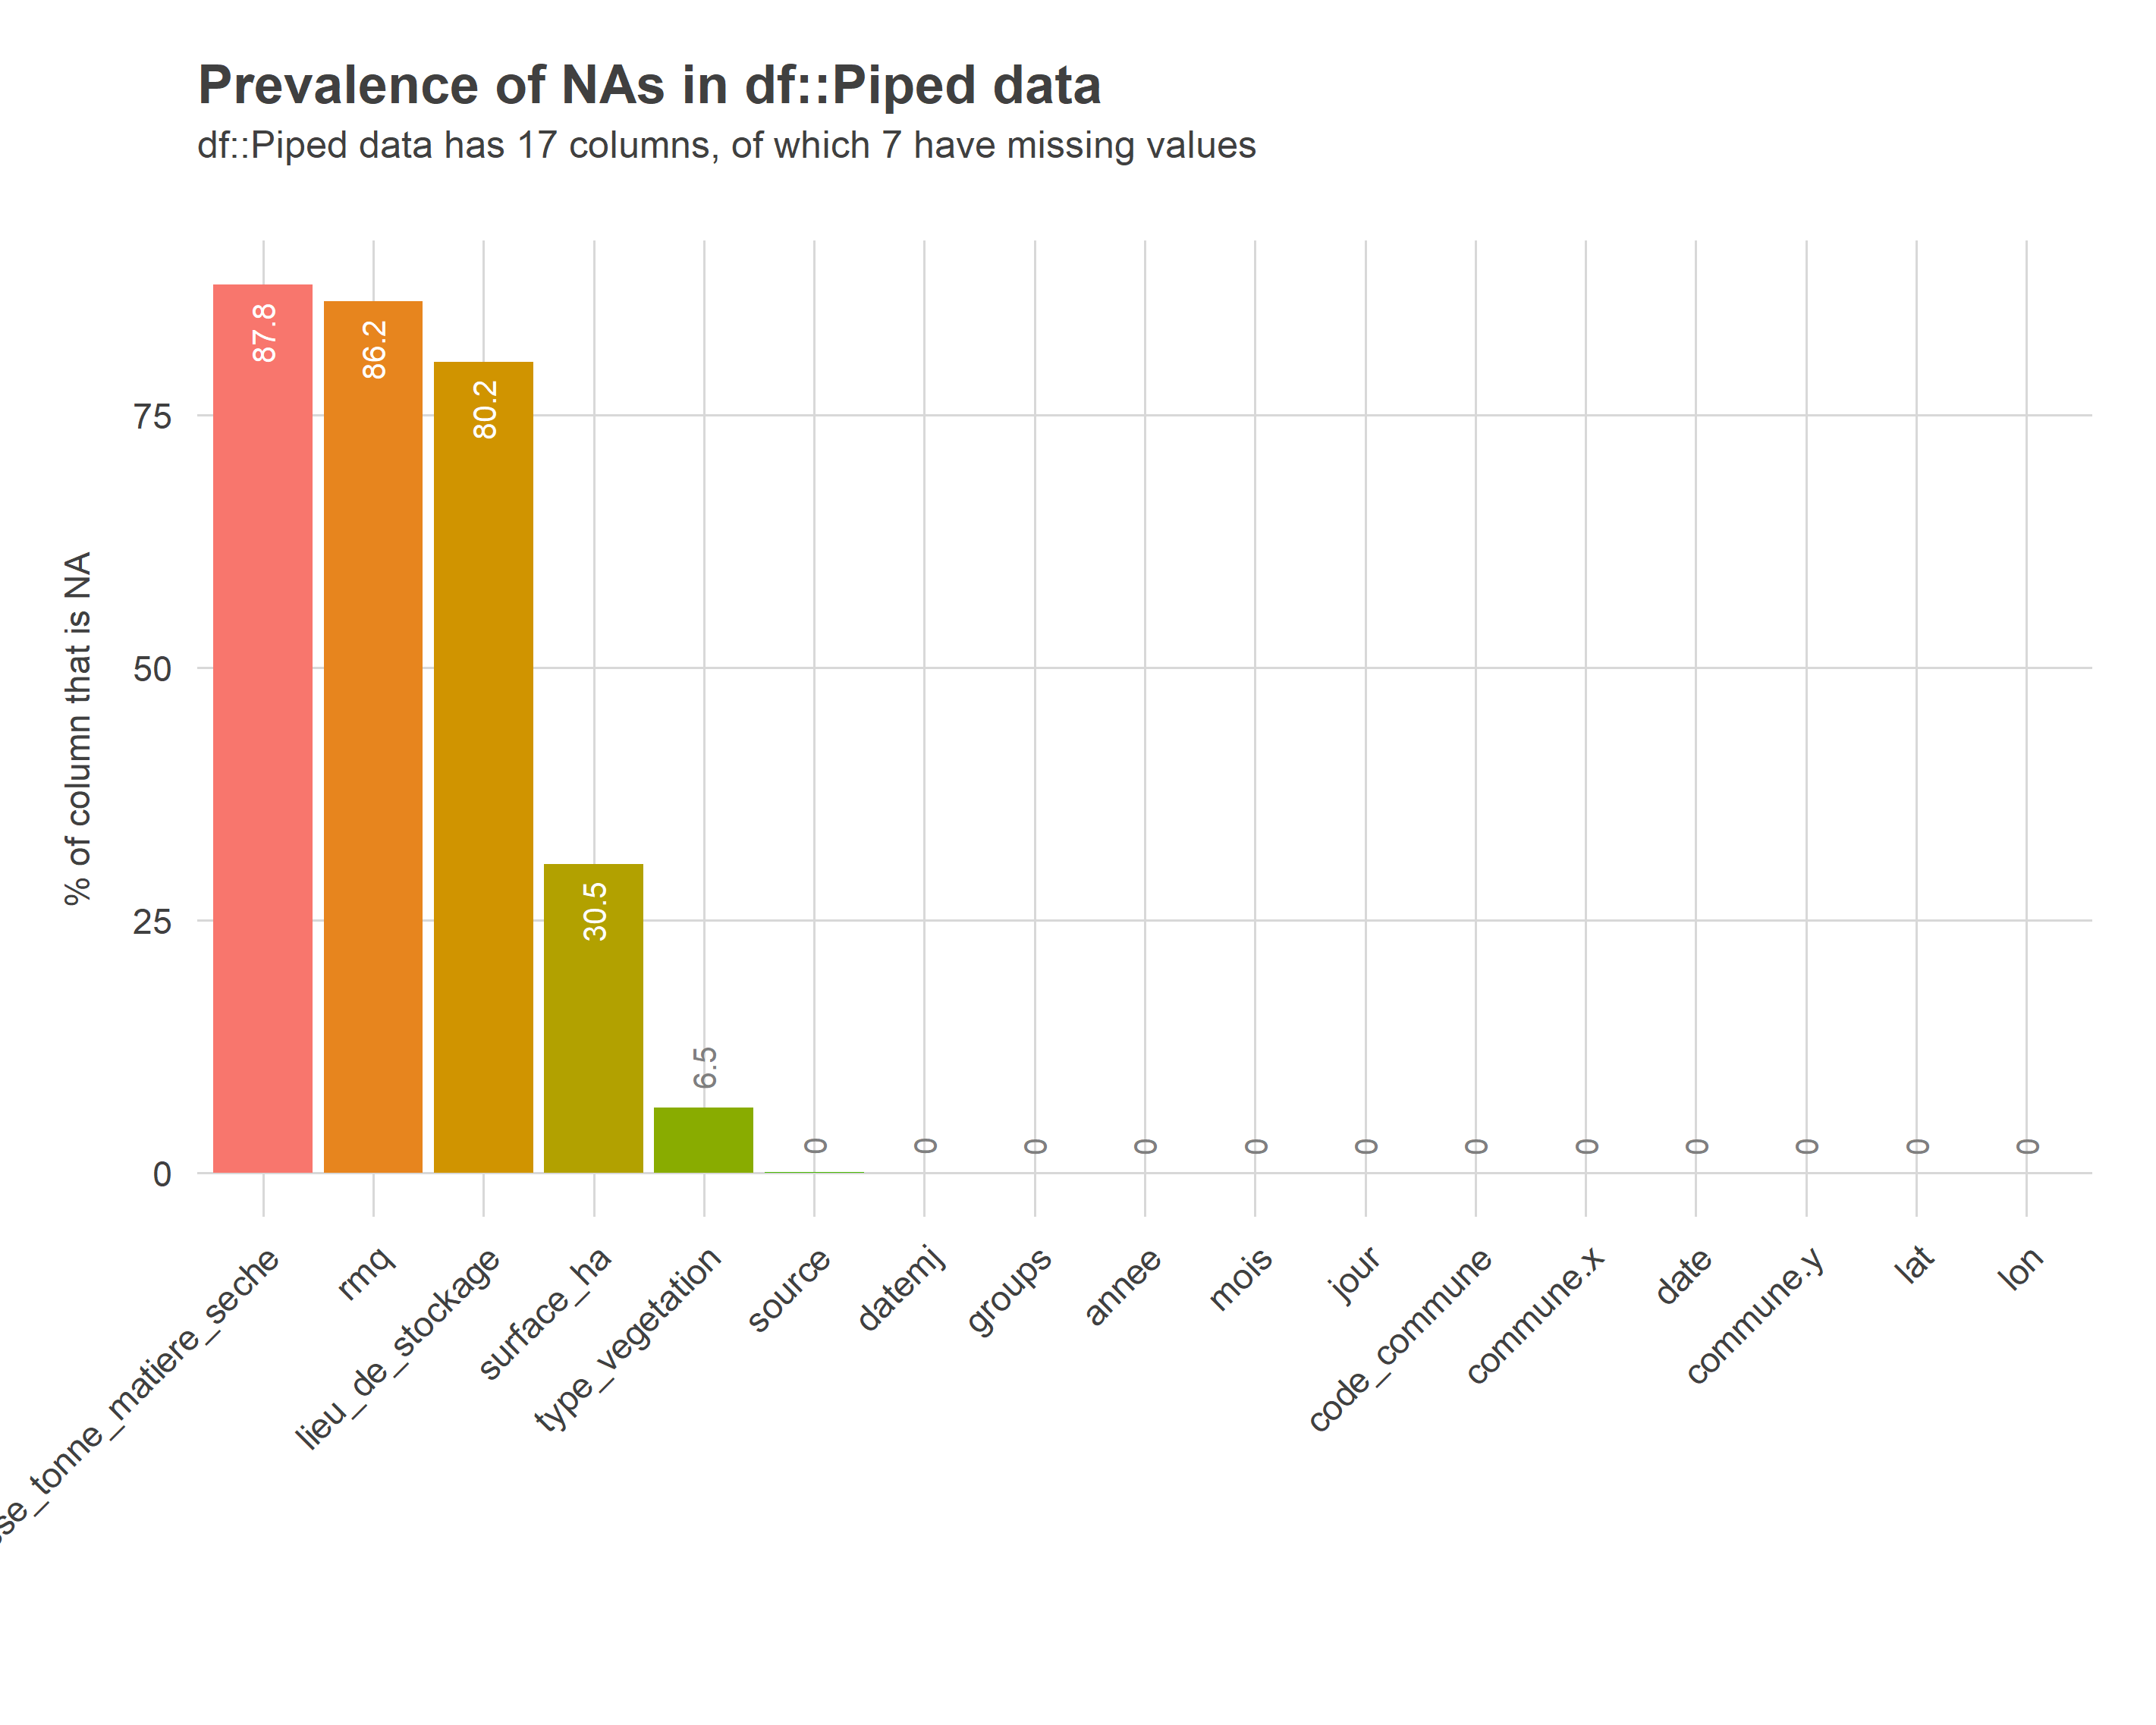 Prevalence of NAs in df::Piped data
df::Piped data has 17 columns, of which 7 have missing values
% of column that is NA
75
50
25
0
87.8
86.2
80.2
30.5
6.5
0
0
0
0
0
0
0
0
0
0
0
0
se_tonne_matiere_seche
rmq
lieu_de_stockage
surface_ha
type_vegetation
source
datemj
groups
annee
mois
jour
code_commune
commune.x
date
commune.y
lat
lon